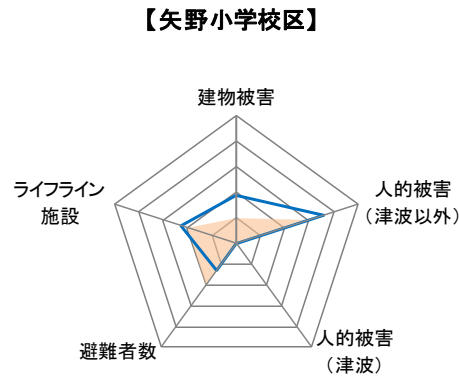 【矢野小学校区】
建物被害
ライフライン
施設
人的被害
（津波以外）
避難者数
人的被害
（津波）